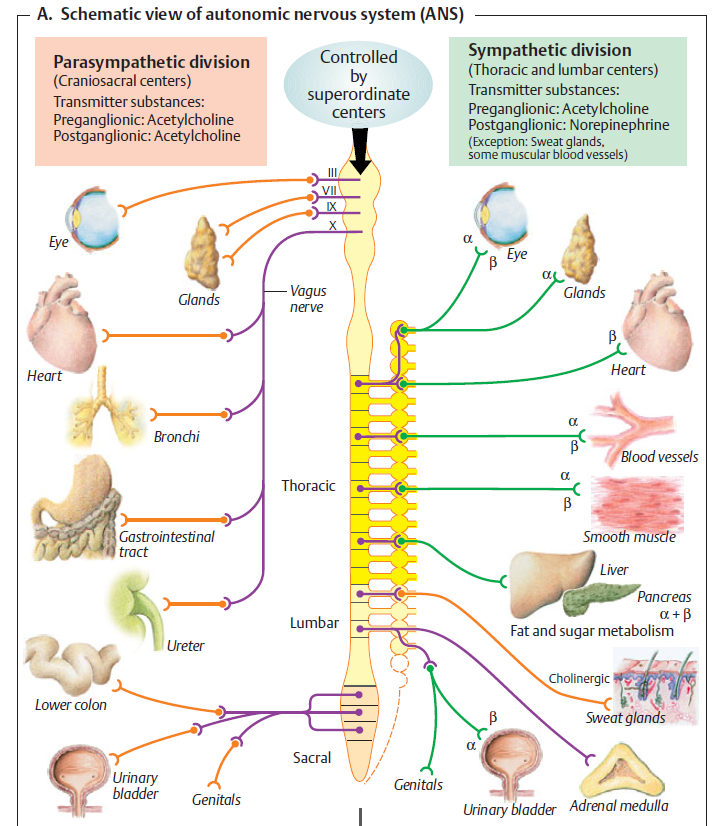 A. Schematic view of autonomic nervous system (ANS)
Parasympathetic division
(Craniosacral centers)
Transmitter substances:
Preganglionic: Acetylcholine
Postganglionic: Acetylcholine
Controlled
by
superordinate
centers
Sympathetic division
(Thoracic and lumbar centers)
Transmitter substances:
Preganglionic: Acetylcholine
Postganglionic: Norepinephrine
(Exception: Sweat glands,
some muscular blood vessels)
III
VII
IX
X
Eye
Glands
Vagus
nerve
Heart
Bronchi
Gastrointestinal
tract
Ureter
Lower colon
Urinary
bladder
Genitals
Thoracic
Lumbar
Sacral
α
β
Eye
α
Glands
β
Heart
α
β
Blood vessels
α
β
Smooth muscle
Liver
Pancreas
α + β
Fat and sugar metabolism
Cholinergic
Sweat glands
β
α
Genitals
Urinary bladder
Adrenal medulla